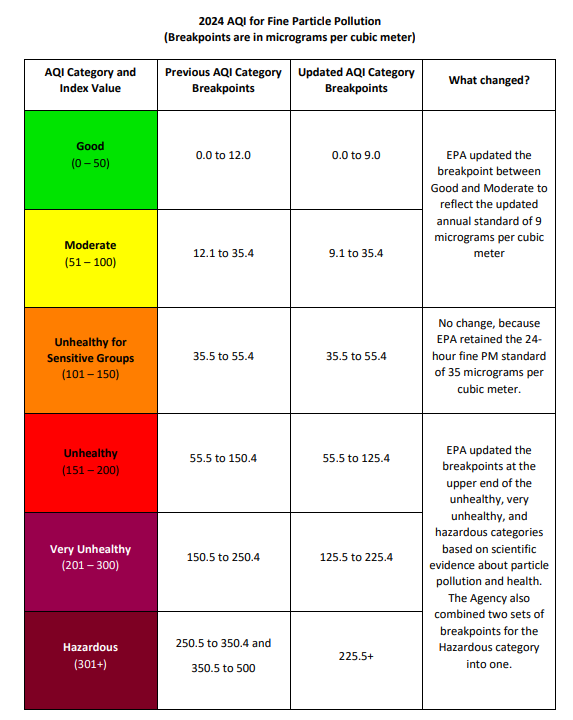 2024 AQI for Fine Particle Pollution
(Breakpoints are in micrograms per cubic meter)
AQI Category and
Index Value
Previous AQI Category
Breakpoints
Updated AQI Category
Breakpoints
What changed?
Good
(0 – 50)
0.0 to 12.0
0.0 to 9.0
EPA updated the
breakpoint between
Good and Moderate to
reflect the updated
annual standard of 9
micrograms per cubic
meter
Moderate
(51 – 100)
12.1 to 35.4
9.1 to 35.4
Unhealthy for
Sensitive Groups
(101 – 150)
35.5 to 55.4
35.5 to 55.4
No change, because
EPA retained the 24-
hour fine PM standard
of 35 micrograms per
cubic meter.
Unhealthy
(151 – 200)
55.5 to 150.4
55.5 to 125.4
EPA updated the
breakpoints at the
upper end of the
unhealthy, very
unhealthy, and
hazardous categories
based on scientific
evidence about particle
pollution and health.
The Agency also
combined two sets of
breakpoints for the
Hazardous category
into one.
Very Unhealthy
(201 – 300)
150.5 to 250.4
125.5 to 225.4
Hazardous
(301+)
250.5 to 350.4 and
350.5 to 500
225.5+